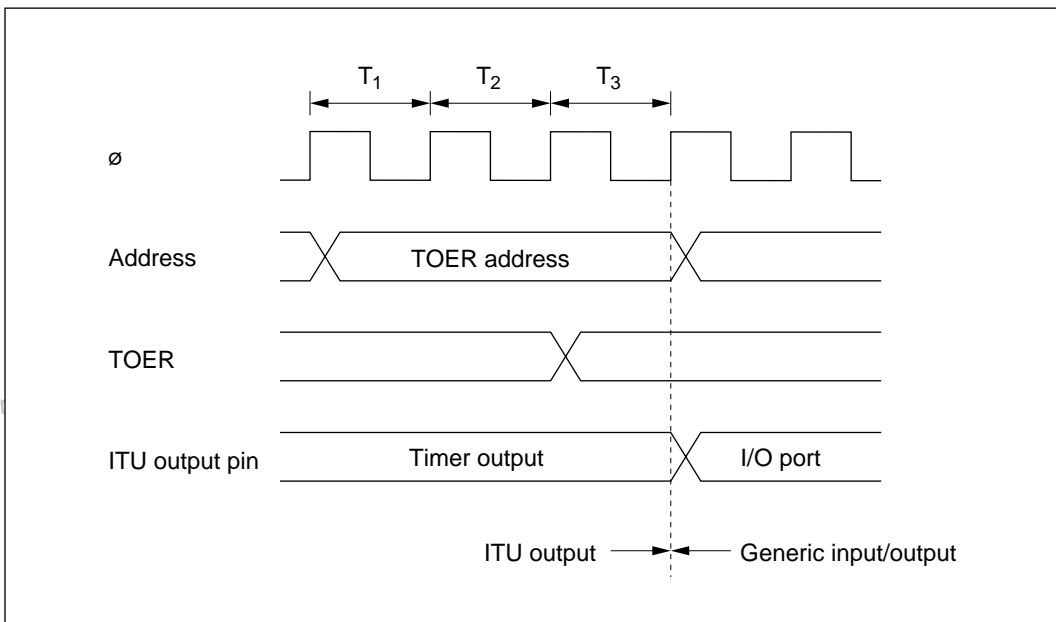 T₁ T₂ T₃
ø
Address TOER address
TOER
ITU output pin Timer output I/O port
ITU output Generic input/output